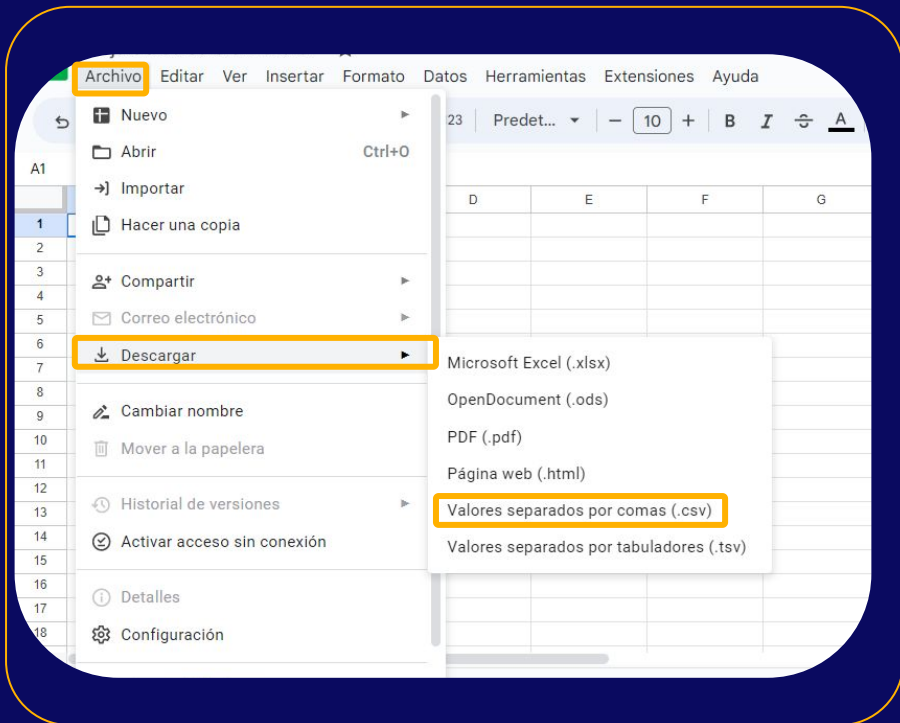 Archivo Editar Ver Insertar Formato Datos Herramientas Extensiones Ayuda
23 Predet... 10 B I S A
A1
D E F G
1
2
3
4
5
6
7
8
9
10
11
12
13
14
15
16
17
18
Nuevo
Abrir Ctrl+O
Importar
Hacer una copia
Compartir
Correo electrónico
Descargar
Cambiar nombre
Mover a la papelera
Historial de versiones
Activar acceso sin conexión
Detalles
Configuración
Microsoft Excel (.xlsx)
OpenDocument (.ods)
PDF (.pdf)
Página web (.html)
Valores separados por comas (.csv)
Valores separados por tabuladores (.tsv)